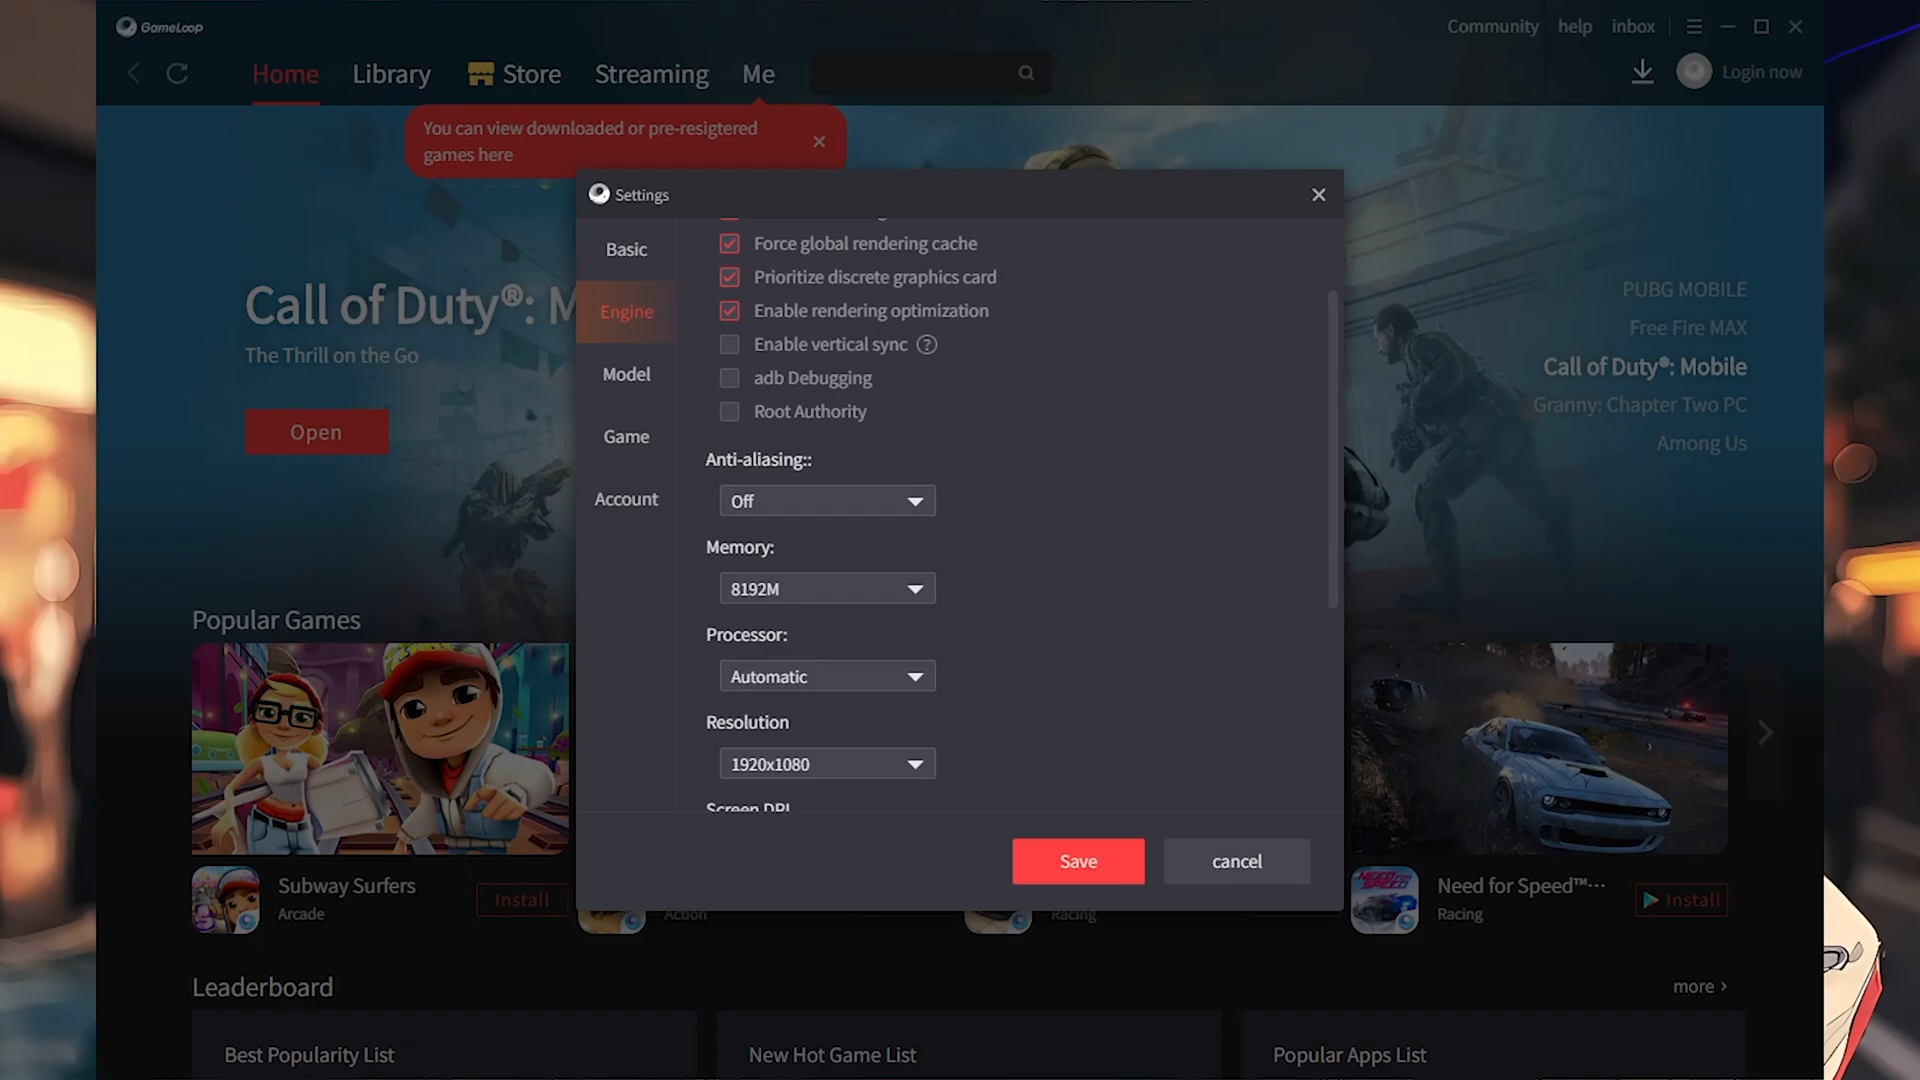 GameLoop
Community help inbox
Home Library Store Streaming Me
Login now
You can view downloaded or pre-resigtered
games here
Settings
Basic
Engine
Model
Game
Account
Force global rendering cache
Prioritize discrete graphics card
Enable rendering optimization
Enable vertical sync ?
adb Debugging
Root Authority
Anti-aliasing::
Off
Memory:
8192M
Processor:
Automatic
Resolution
1920x1080
Screen DPI
Save cancel
Call of Duty®: M
The Thrill on the Go
Open
PUBG MOBILE
Free Fire MAX
Call of Duty®: Mobile
Granny: Chapter Two PC
Among Us
Popular Games
Subway Surfers
Arcade
Install
Action
Racing
NEED FOR SPEED
Need for Speed™···
Racing
Install
Leaderboard
more >
Best Popularity List
New Hot Game List
Popular Apps List